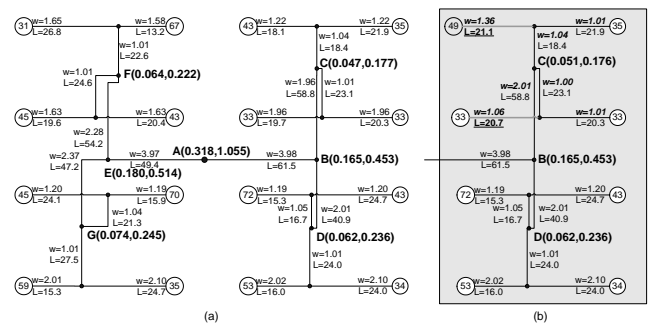 31 w=1.65 w=1.58 67
L=26.8 L=13.2
w=1.01
L=22.6
w=1.01
L=24.6
F(0.064,0.222)
45 w=1.63 w=1.63 43
L=19.6 L=20.4
w=2.28
L=54.2
w=2.37
L=47.2
w=3.97
L=49.4
E(0.180,0.514)
A(0.318,1.055)
45 w=1.20 w=1.19 70
L=24.1 L=15.9
w=1.04
L=21.3
G(0.074,0.245)
w=1.01
L=27.5
59 w=2.01 w=2.10 35
L=15.3 L=24.7
43 w=1.22 w=1.22 35
L=18.1 L=21.9
w=1.04
L=18.4
C(0.047,0.177)
w=1.96 w=1.01
L=58.8 L=23.1
33 w=1.96 w=1.96 33
L=19.7 L=20.3
w=3.98
L=61.5
B(0.165,0.453)
72 w=1.19 w=1.20 43
L=15.3 L=24.7
w=1.05 w=2.01
L=16.7 L=40.9
D(0.062,0.236)
w=1.01
L=24.0
53 w=2.02 w=2.10 34
L=16.0 L=24.0
(a)
49 w=1.36 w=1.01 35
L=21.1 L=21.9
w=1.04
L=18.4
C(0.051,0.176)
w=2.01 w=1.00
L=58.8 L=23.1
33 w=1.06 w=1.01 33
L=20.7 L=20.3
w=3.98
L=61.5
B(0.165,0.453)
72 w=1.19 w=1.20 43
L=15.3 L=24.7
w=1.05 w=2.01
L=16.7 L=40.9
D(0.062,0.236)
w=1.01
L=24.0
53 w=2.02 w=2.10 34
L=16.0 L=24.0
(b)